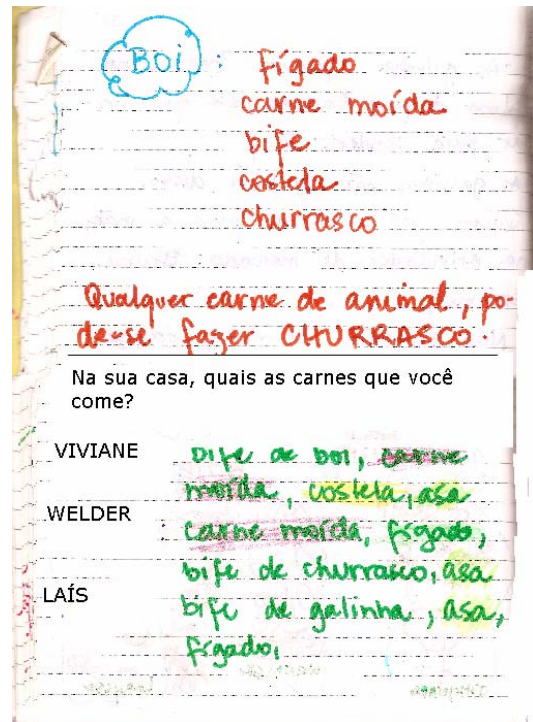 BOI : fígado
carne moída
bife
costela
churrasco
Qualquer carne de animal, po-
de-se fazer CHURRASCO.
Na sua casa, quais as carnes que você
come?
VIVIANE bife de boi, carne
moída, costela, asa
WELDER : carne moída, fígado,
bife de churrasco, asa
LAÍS bife de galinha, asa,
fígado,